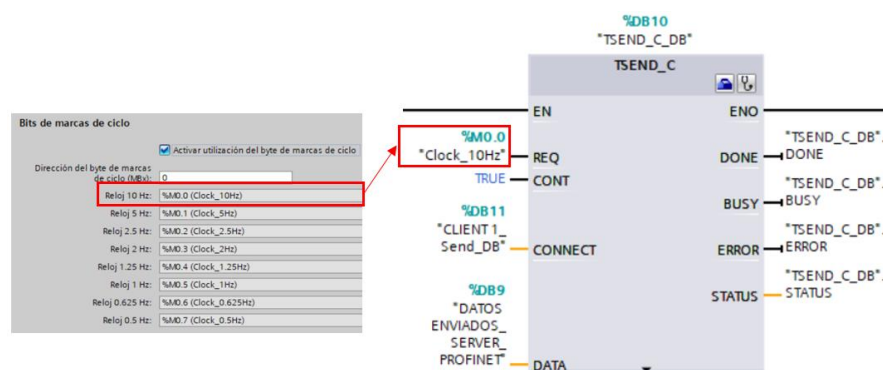 Bits de marcas de ciclo
Activar utilización del byte de marcas de ciclo
Dirección del byte de marcas
de ciclo (MBx): 0
Reloj 10 Hz: %M0.0 (Clock_10Hz)
Reloj 5 Hz: %M0.1 (Clock_5Hz)
Reloj 2.5 Hz: %M0.2 (Clock_2.5Hz)
Reloj 2 Hz: %M0.3 (Clock_2Hz)
Reloj 1.25 Hz: %M0.4 (Clock_1.25Hz)
Reloj 1 Hz: %M0.5 (Clock_1Hz)
Reloj 0.625 Hz: %M0.6 (Clock_0.625Hz)
Reloj 0.5 Hz: %M0.7 (Clock_0.5Hz)
%DB10
"TSEND_C_DB"
TSEND_C
EN
ENO
%M0.0
"Clock_10Hz"
REQ
TRUE
CONT
%DB11
"CLIENT 1_
Send_DB"
CONNECT
%DB9
"DATOS
ENVIADOS_
SERVER_
PROFINET"
DATA
"TSEND_C_DB".
DONE
DONE
"TSEND_C_DB".
BUSY
BUSY
"TSEND_C_DB".
ERROR
ERROR
"TSEND_C_DB".
STATUS
STATUS